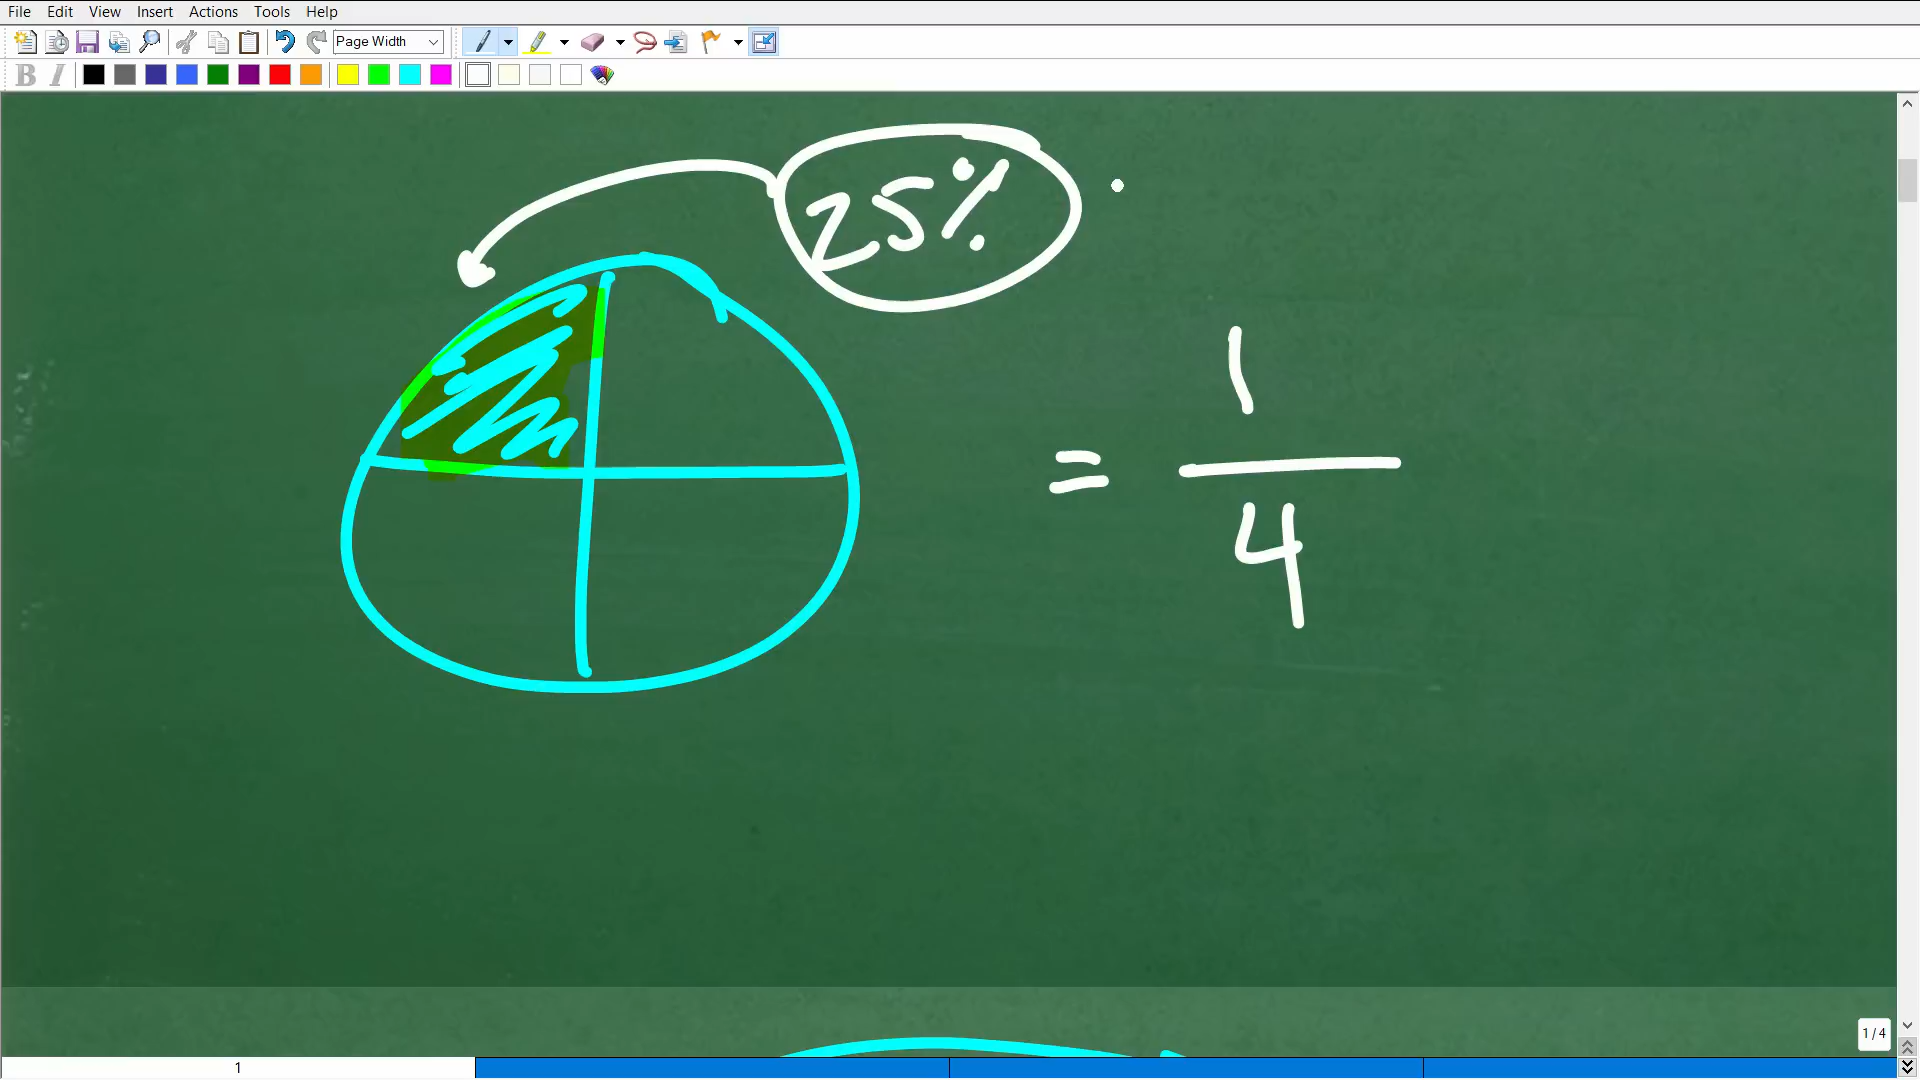 File Edit View Insert Actions Tools Help
Page Width
B I
25%
= 1
4
1 / 4
1